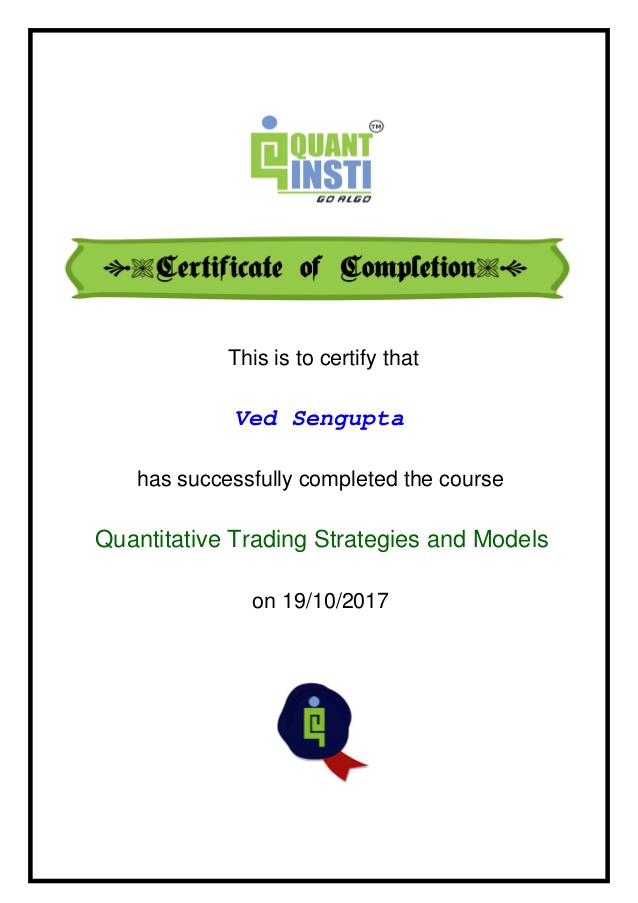 QUANT
INSTI
TM
GO ALGO
Certificate of Completion
This is to certify that
Ved Sengupta
has successfully completed the course
Quantitative Trading Strategies and Models
on 19/10/2017